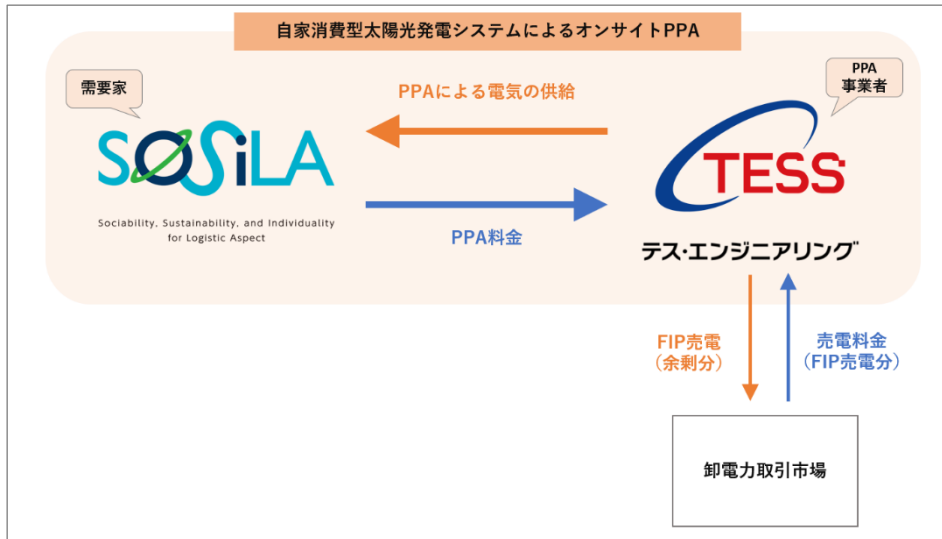 自家消費型太陽光発電システムによるオンサイトPPA
需要家
PPA
事業者
PPAによる電気の供給
SOSiLA
Sociability, Sustainability, and Individuality
for Logistic Aspect
PPA料金
TESS
テス・エンジニアリング
FIP売電
(余剰分)
売電料金
(FIP売電分)
卸電力取引市場